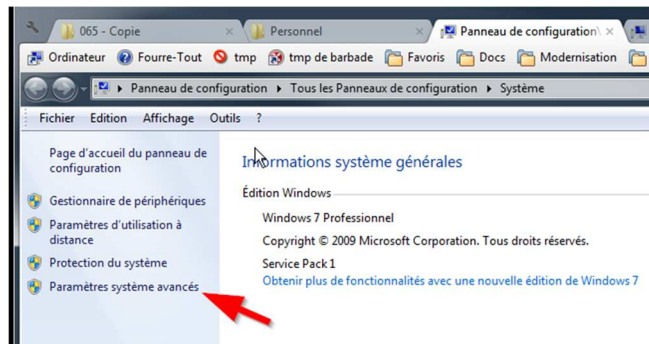 065 - Copie
Personnel
Panneau de configuration\
Ordinateur
Fourre-Tout
tmp
tmp de barbade
Favoris
Docs
Modernisation
Panneau de configuration
Tous les Panneaux de configuration
Système
Fichier
Edition
Affichage
Outils
?
Page d'accueil du panneau de
configuration
Gestionnaire de périphériques
Paramètres d'utilisation à
distance
Protection du système
Paramètres système avancés
Informations système générales
Édition Windows
Windows 7 Professionnel
Copyright © 2009 Microsoft Corporation. Tous droits réservés.
Service Pack 1
Obtenir plus de fonctionnalités avec une nouvelle édition de Windows 7